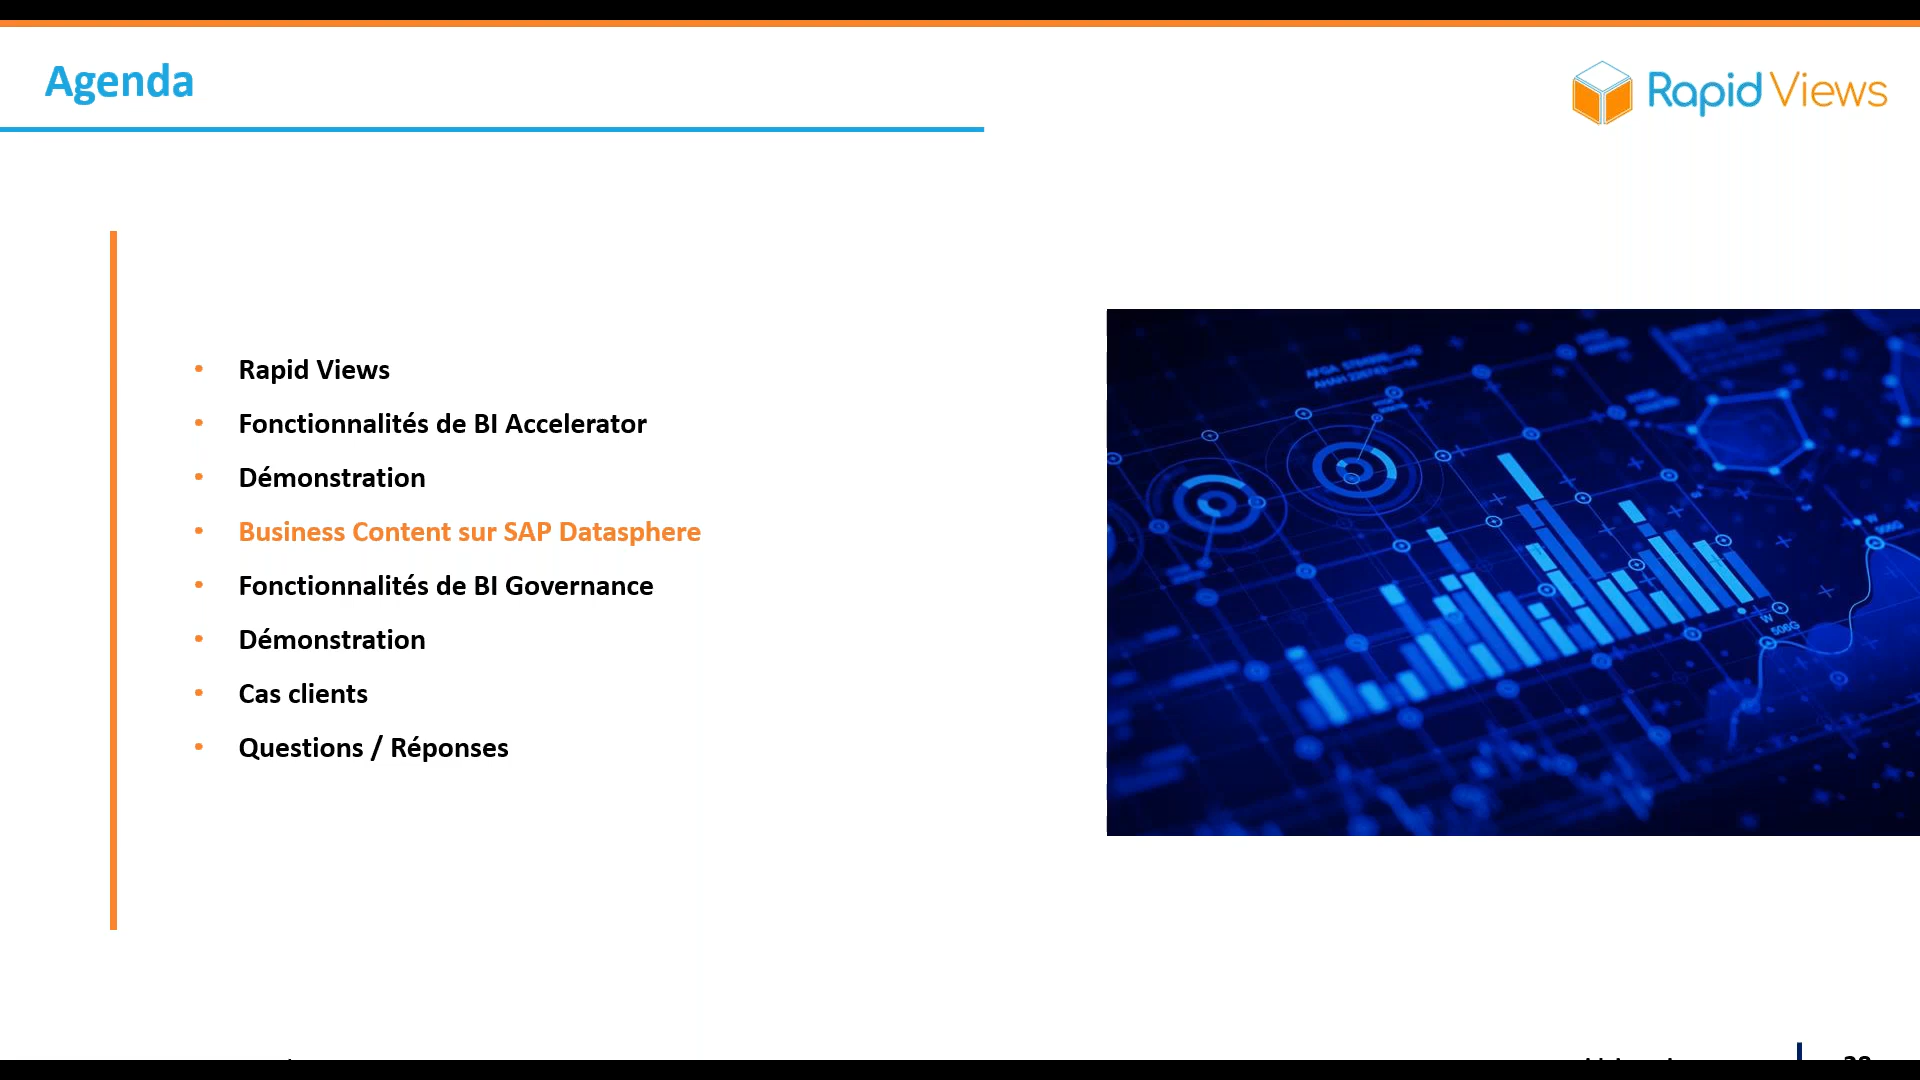 Agenda
Rapid Views
• Rapid Views
• Fonctionnalités de BI Accelerator
• Démonstration
• Business Content sur SAP Datasphere
• Fonctionnalités de BI Governance
• Démonstration
• Cas clients
• Questions / Réponses